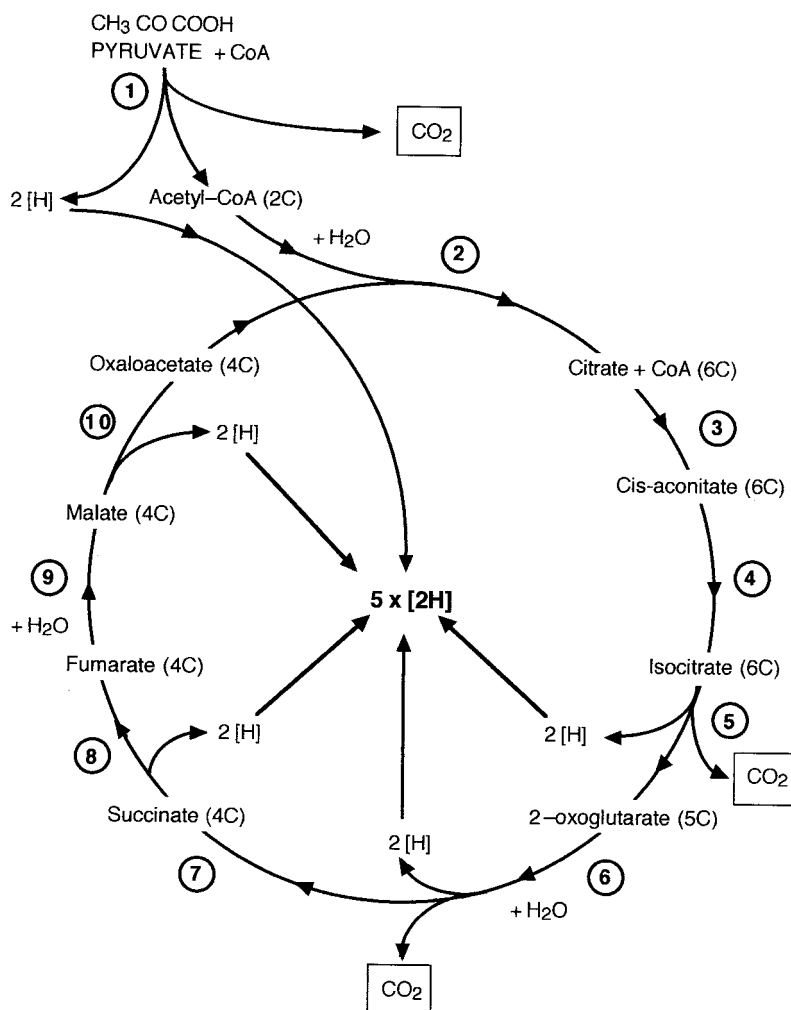 CH₃ CO COOH
PYRUVATE + CoA
1
CO₂
2 [H]
Acetyl–CoA (2C)
+ H₂O
2
Oxaloacetate (4C)
Citrate + CoA (6C)
10
2 [H]
3
Cis-aconitate (6C)
Malate (4C)
9
4
5 x [2H]
+ H₂O
Fumarate (4C)
Isocitrate (6C)
5
2 [H]
2 [H]
8
CO₂
Succinate (4C)
2–oxoglutarate (5C)
2 [H]
7
6
+ H₂O
CO₂